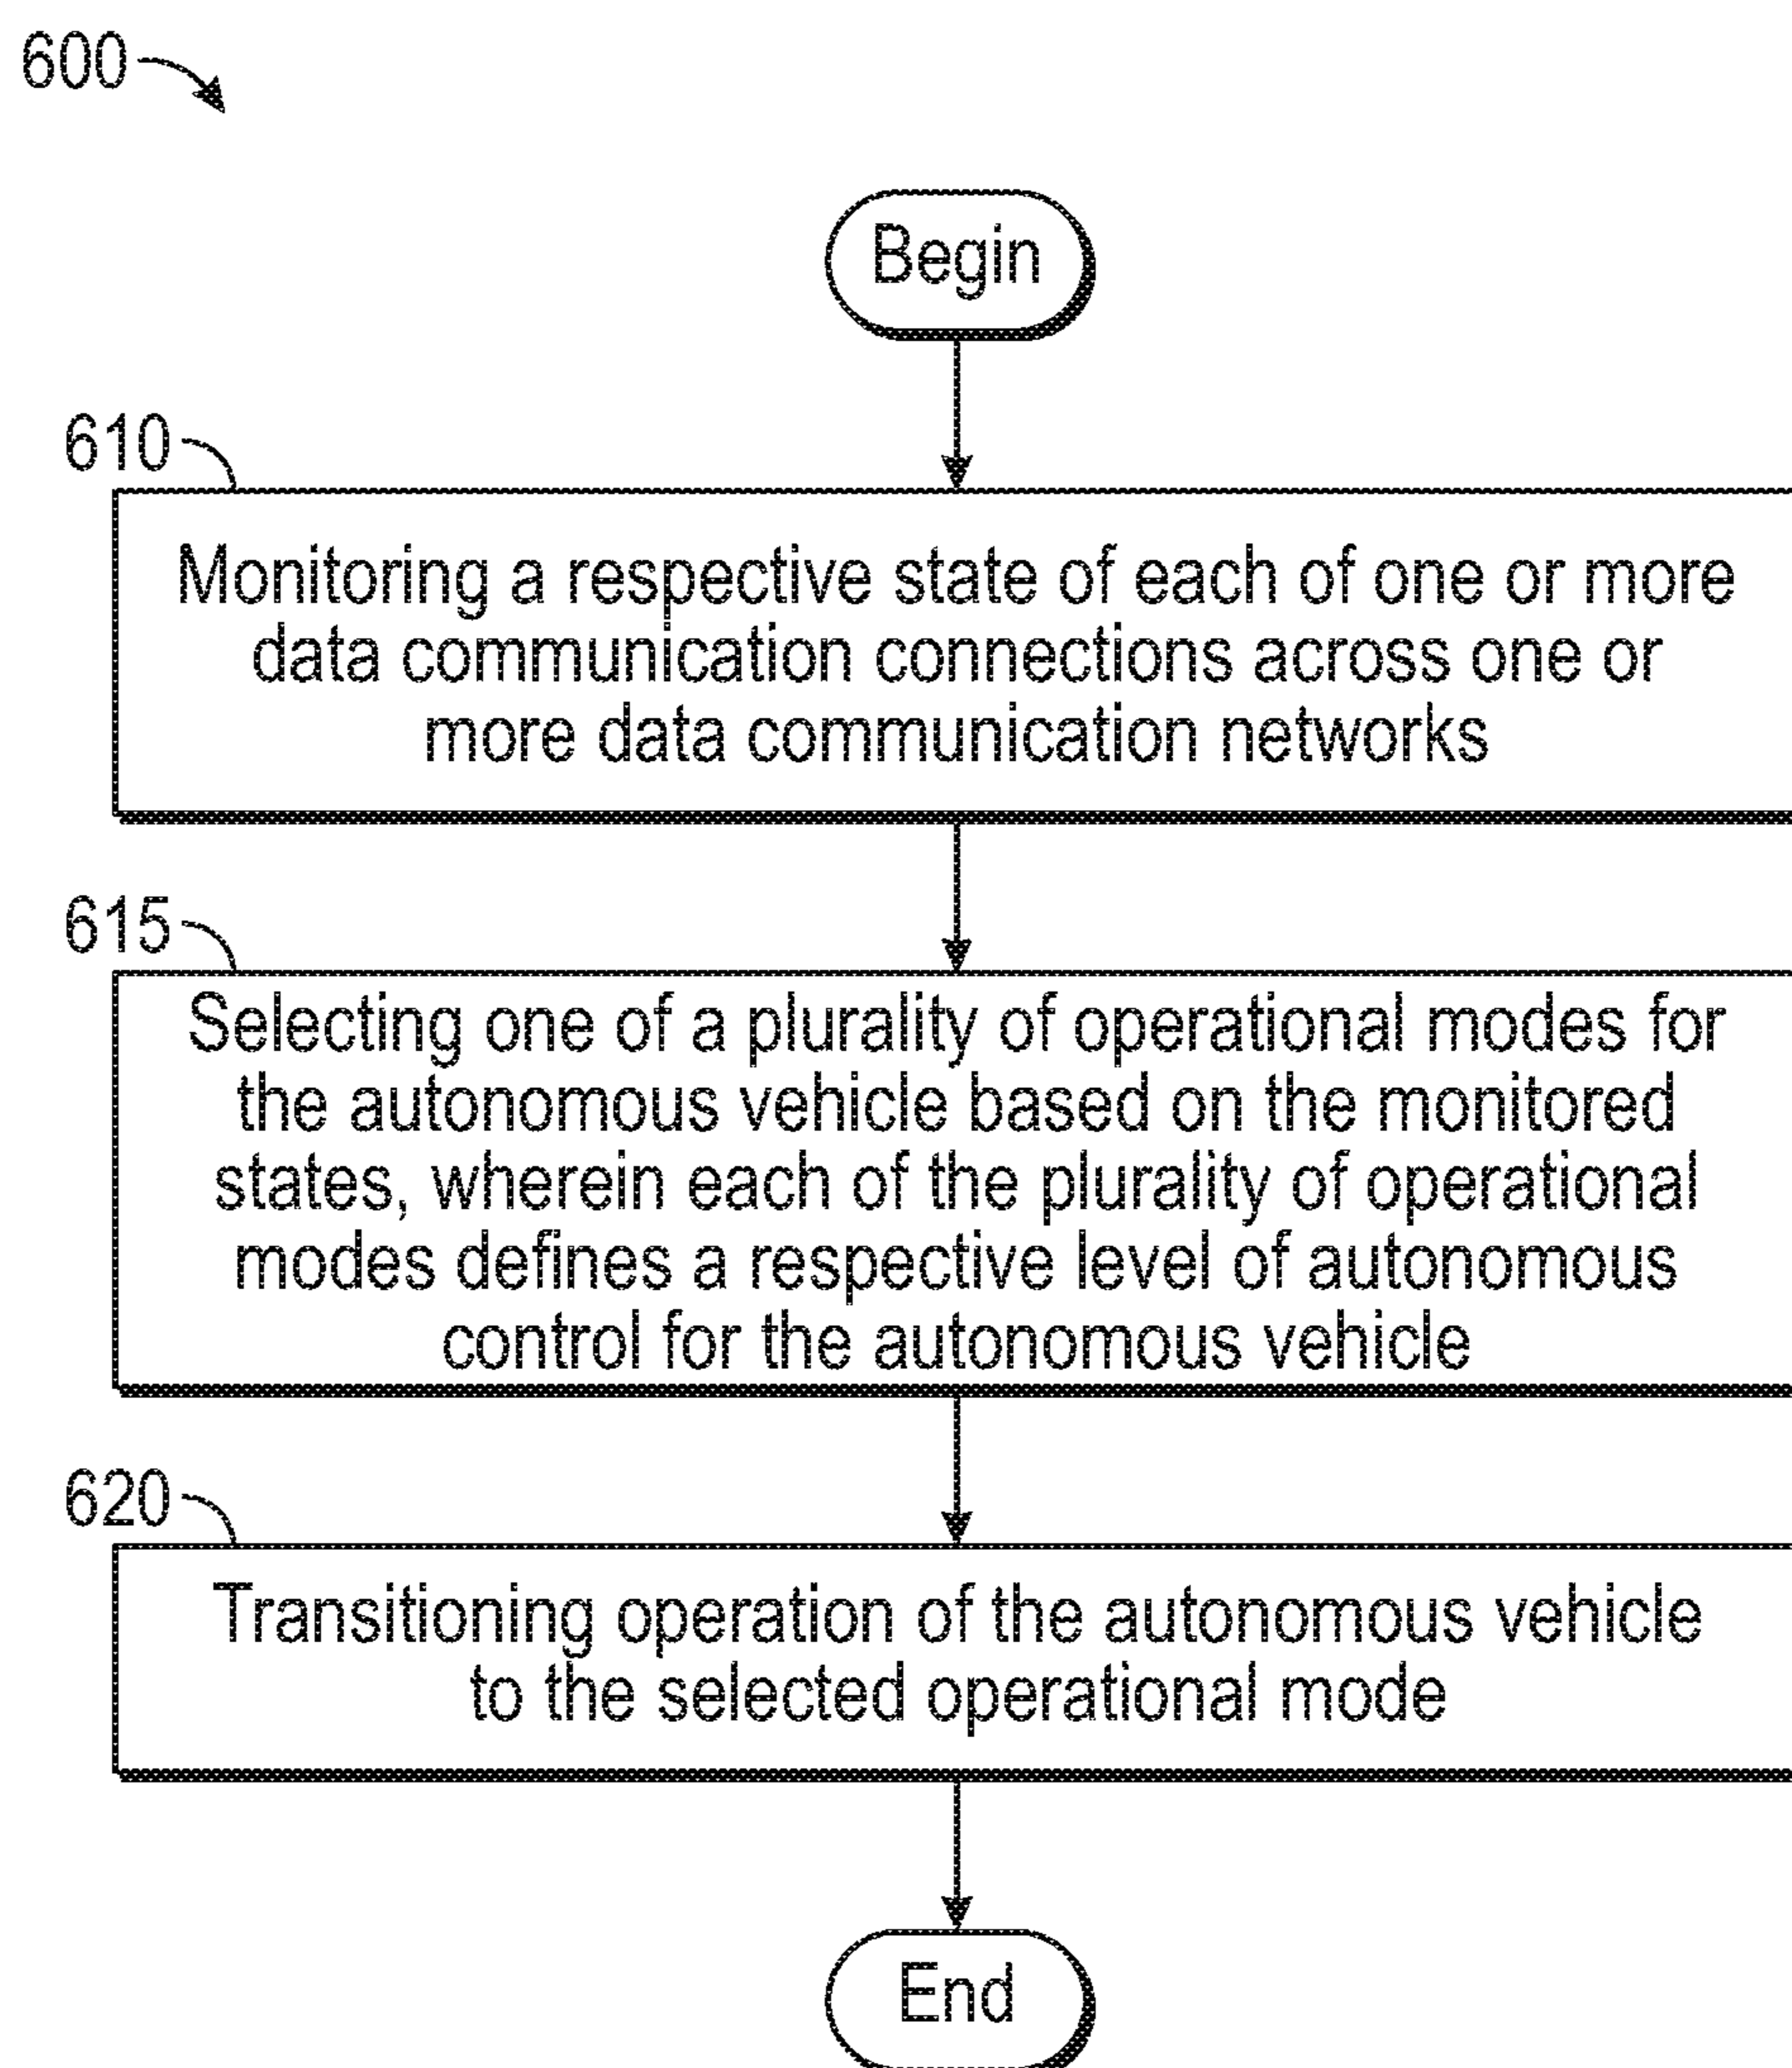 600
Begin
610
Monitoring a respective state of each of one or more
data communication connections across one or
more data communication networks
615
Selecting one of a plurality of operational modes for
the autonomous vehicle based on the monitored
states, wherein each of the plurality of operational
modes defines a respective level of autonomous
control for the autonomous vehicle
620
Transitioning operation of the autonomous vehicle
to the selected operational mode
End